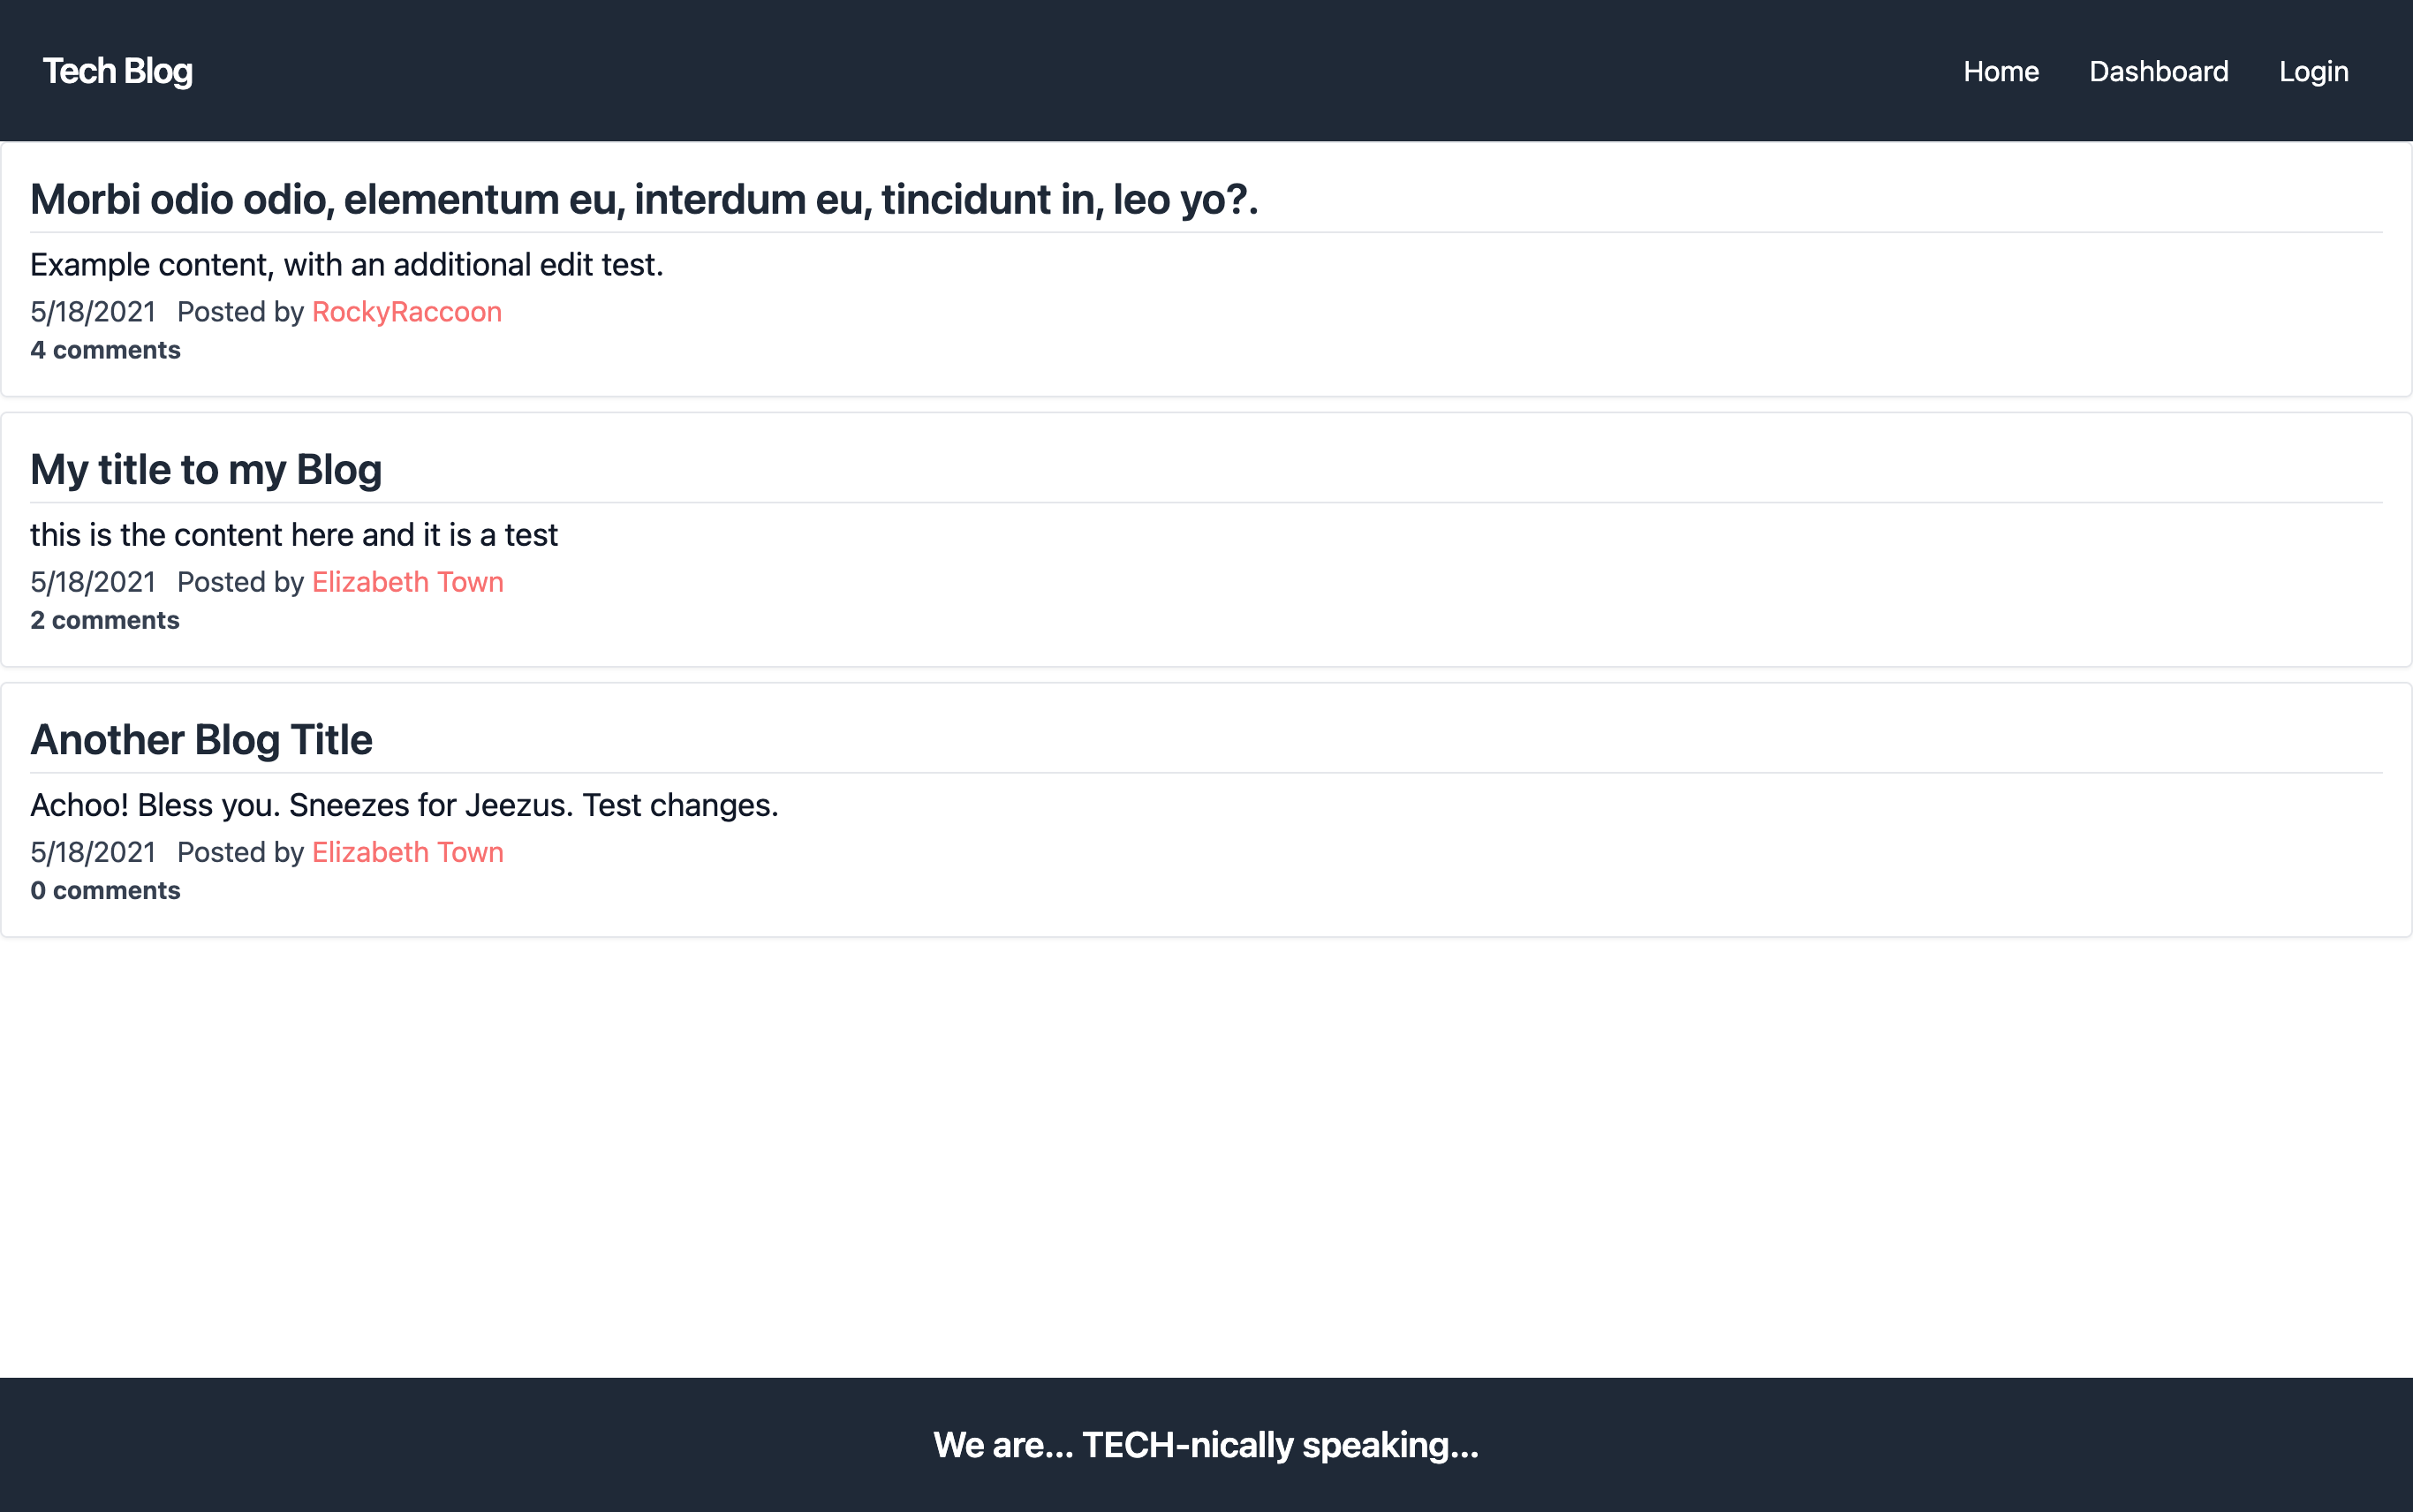 Tech Blog
Home Dashboard Login
Morbi odio odio, elementum eu, interdum eu, tincidunt in, leo yo?.
Example content, with an additional edit test.
5/18/2021 Posted by RockyRaccoon
4 comments
My title to my Blog
this is the content here and it is a test
5/18/2021 Posted by Elizabeth Town
2 comments
Another Blog Title
Achoo! Bless you. Sneezes for Jeezus. Test changes.
5/18/2021 Posted by Elizabeth Town
0 comments
We are... TECH-nically speaking...